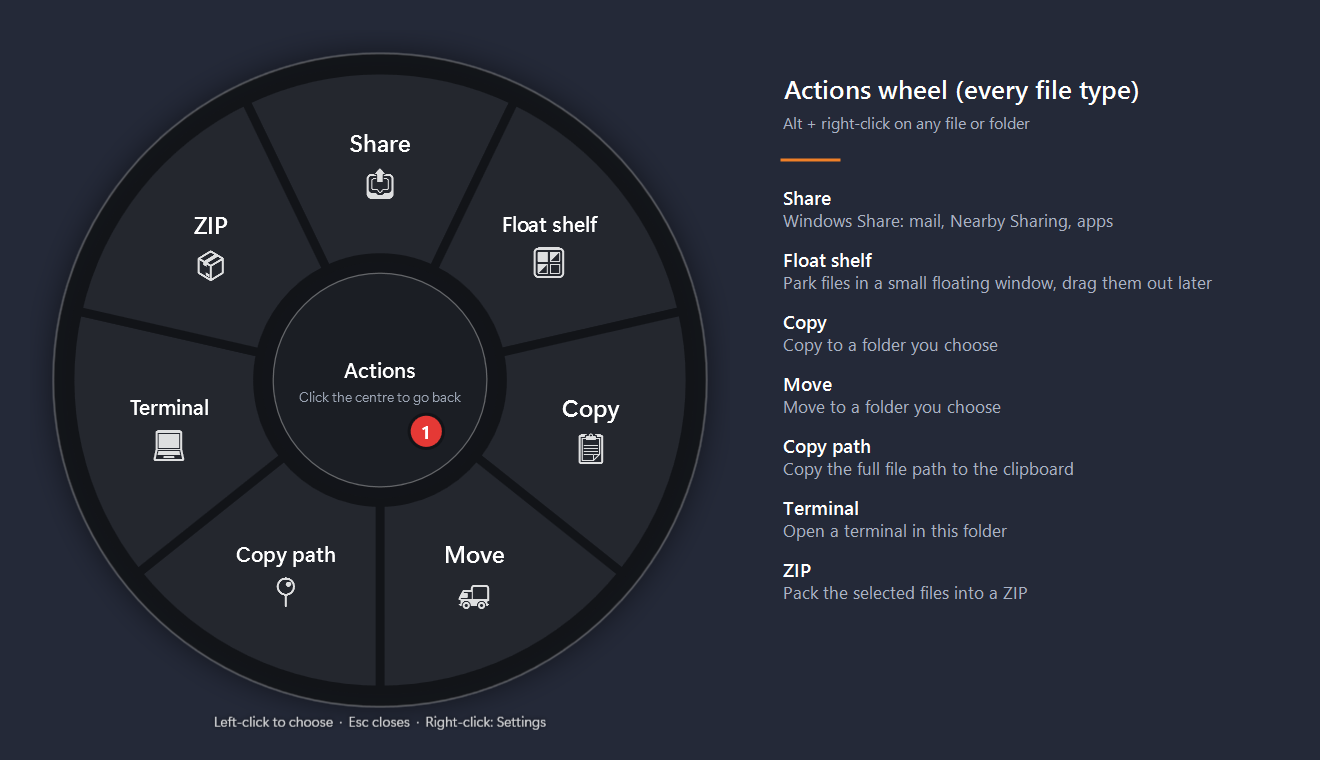 Share
ZIP
Float shelf
Actions
Click the centre to go back
1
Terminal
Copy
Copy path
Move
Left-click to choose · Esc closes · Right-click: Settings
Actions wheel (every file type)
Alt + right-click on any file or folder
Share
Windows Share: mail, Nearby Sharing, apps
Float shelf
Park files in a small floating window, drag them out later
Copy
Copy to a folder you choose
Move
Move to a folder you choose
Copy path
Copy the full file path to the clipboard
Terminal
Open a terminal in this folder
ZIP
Pack the selected files into a ZIP